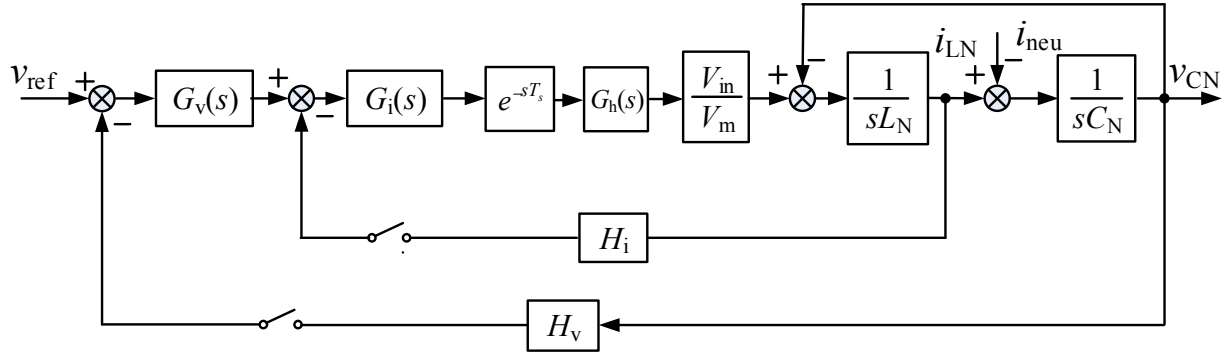 i_LN
i_neu
v_ref + − G_v(s) + − G_i(s) e^{−sT_s} G_h(s) V_in/V_m + − 1/sL_N + − 1/sC_N v_CN
H_i
H_v